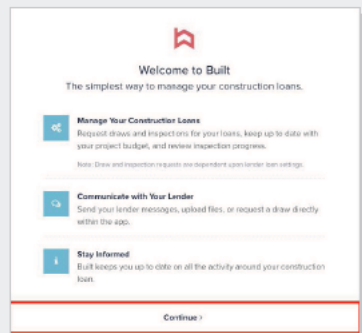 Welcome to Built
The simplest way to manage your construction loans.
Manage Your Construction Loans
Request draws and inspections for your loans, keep up to date with
your project budget, and review inspection progress.
Note: Draw and inspection requests are dependent upon lender loan settings.
Communicate with Your Lender
Send your lender messages, upload files, or request a draw directly
within the app.
Stay Informed
Built keeps you up to date on all the activity around your construction
loan.
Continue >